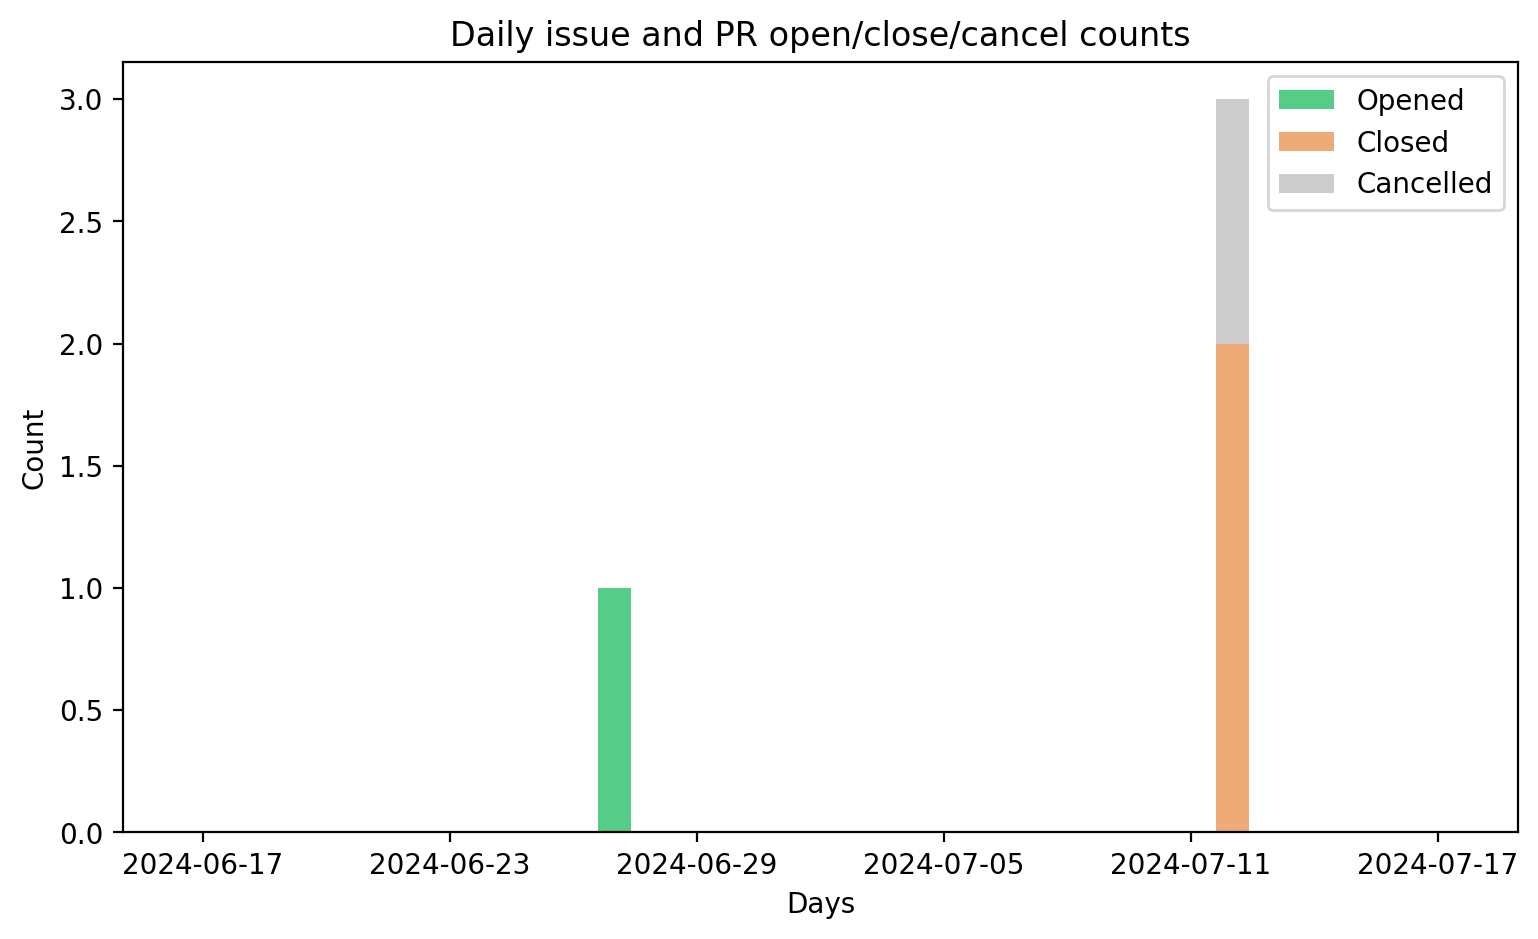 Daily issue and PR open/close/cancel counts
Opened
Closed
Cancelled
3.0
2.5
2.0
1.5
1.0
0.5
0.0
Count
2024-06-17 2024-06-23 2024-06-29 2024-07-05 2024-07-11 2024-07-17
Days